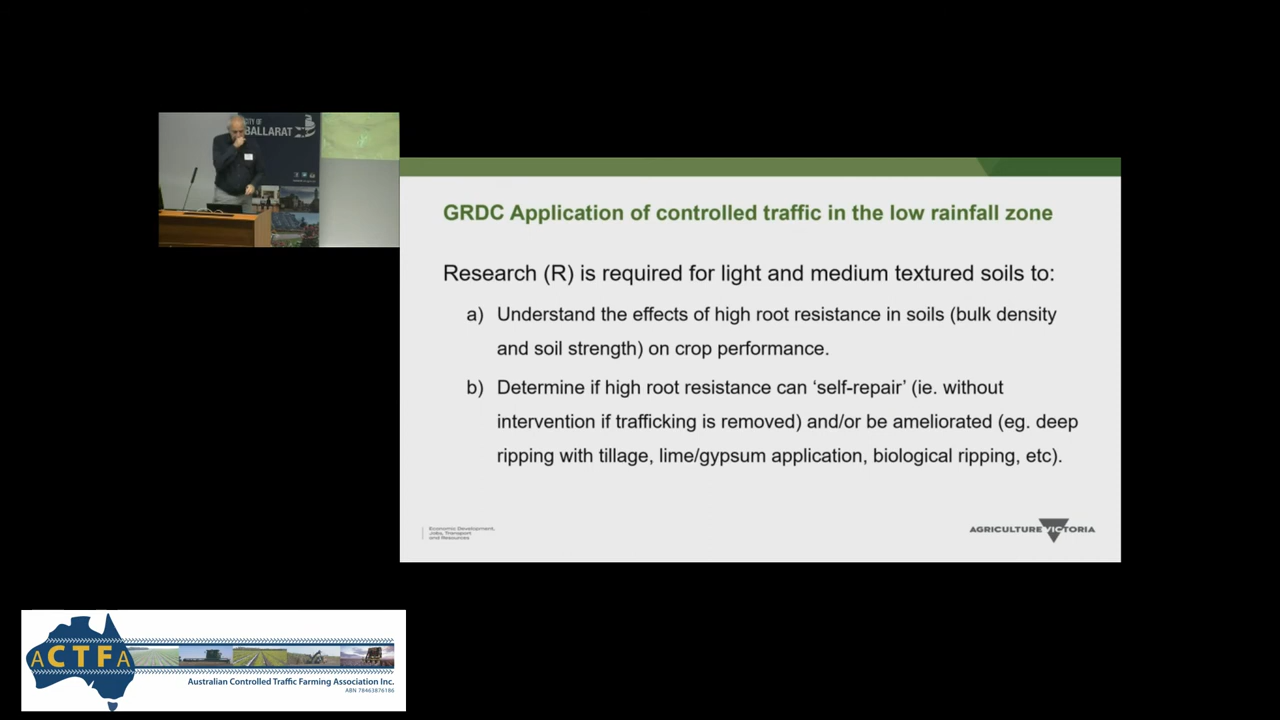 CITY OF
BALLARAT
GRDC Application of controlled traffic in the low rainfall zone
Research (R) is required for light and medium textured soils to:
a) Understand the effects of high root resistance in soils (bulk density
and soil strength) on crop performance.
b) Determine if high root resistance can ‘self-repair’ (ie. without
intervention if trafficking is removed) and/or be ameliorated (eg. deep
ripping with tillage, lime/gypsum application, biological ripping, etc).
Economic Development,
Jobs, Transport
and Resources
AGRICULTURE VICTORIA
ACTFA
Australian Controlled Traffic Farming Association Inc.
ABN 78463876186